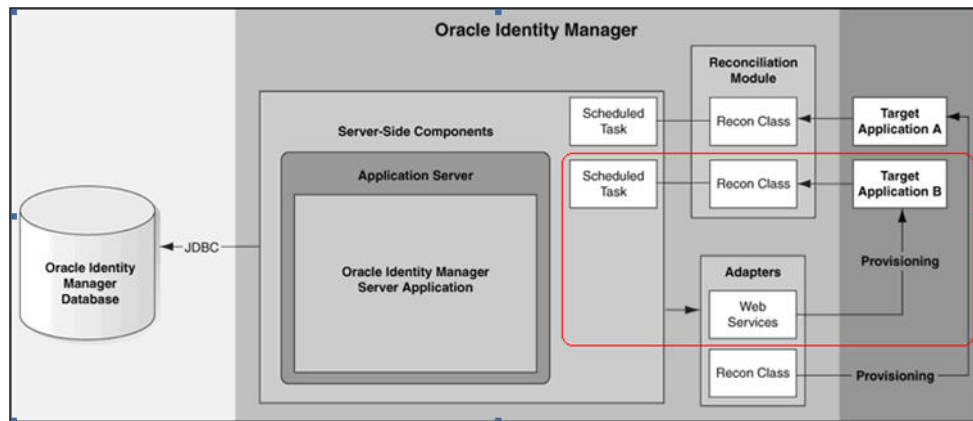 Oracle Identity Manager
Reconciliation
Module
Scheduled
Task
Recon Class
Target
Application A
Server-Side Components
Application Server
Scheduled
Task
Recon Class
Target
Application B
JDBC
Oracle Identity
Manager
Database
Oracle Identity Manager
Server Application
Provisioning
Adapters
Web
Services
Recon Class
Provisioning